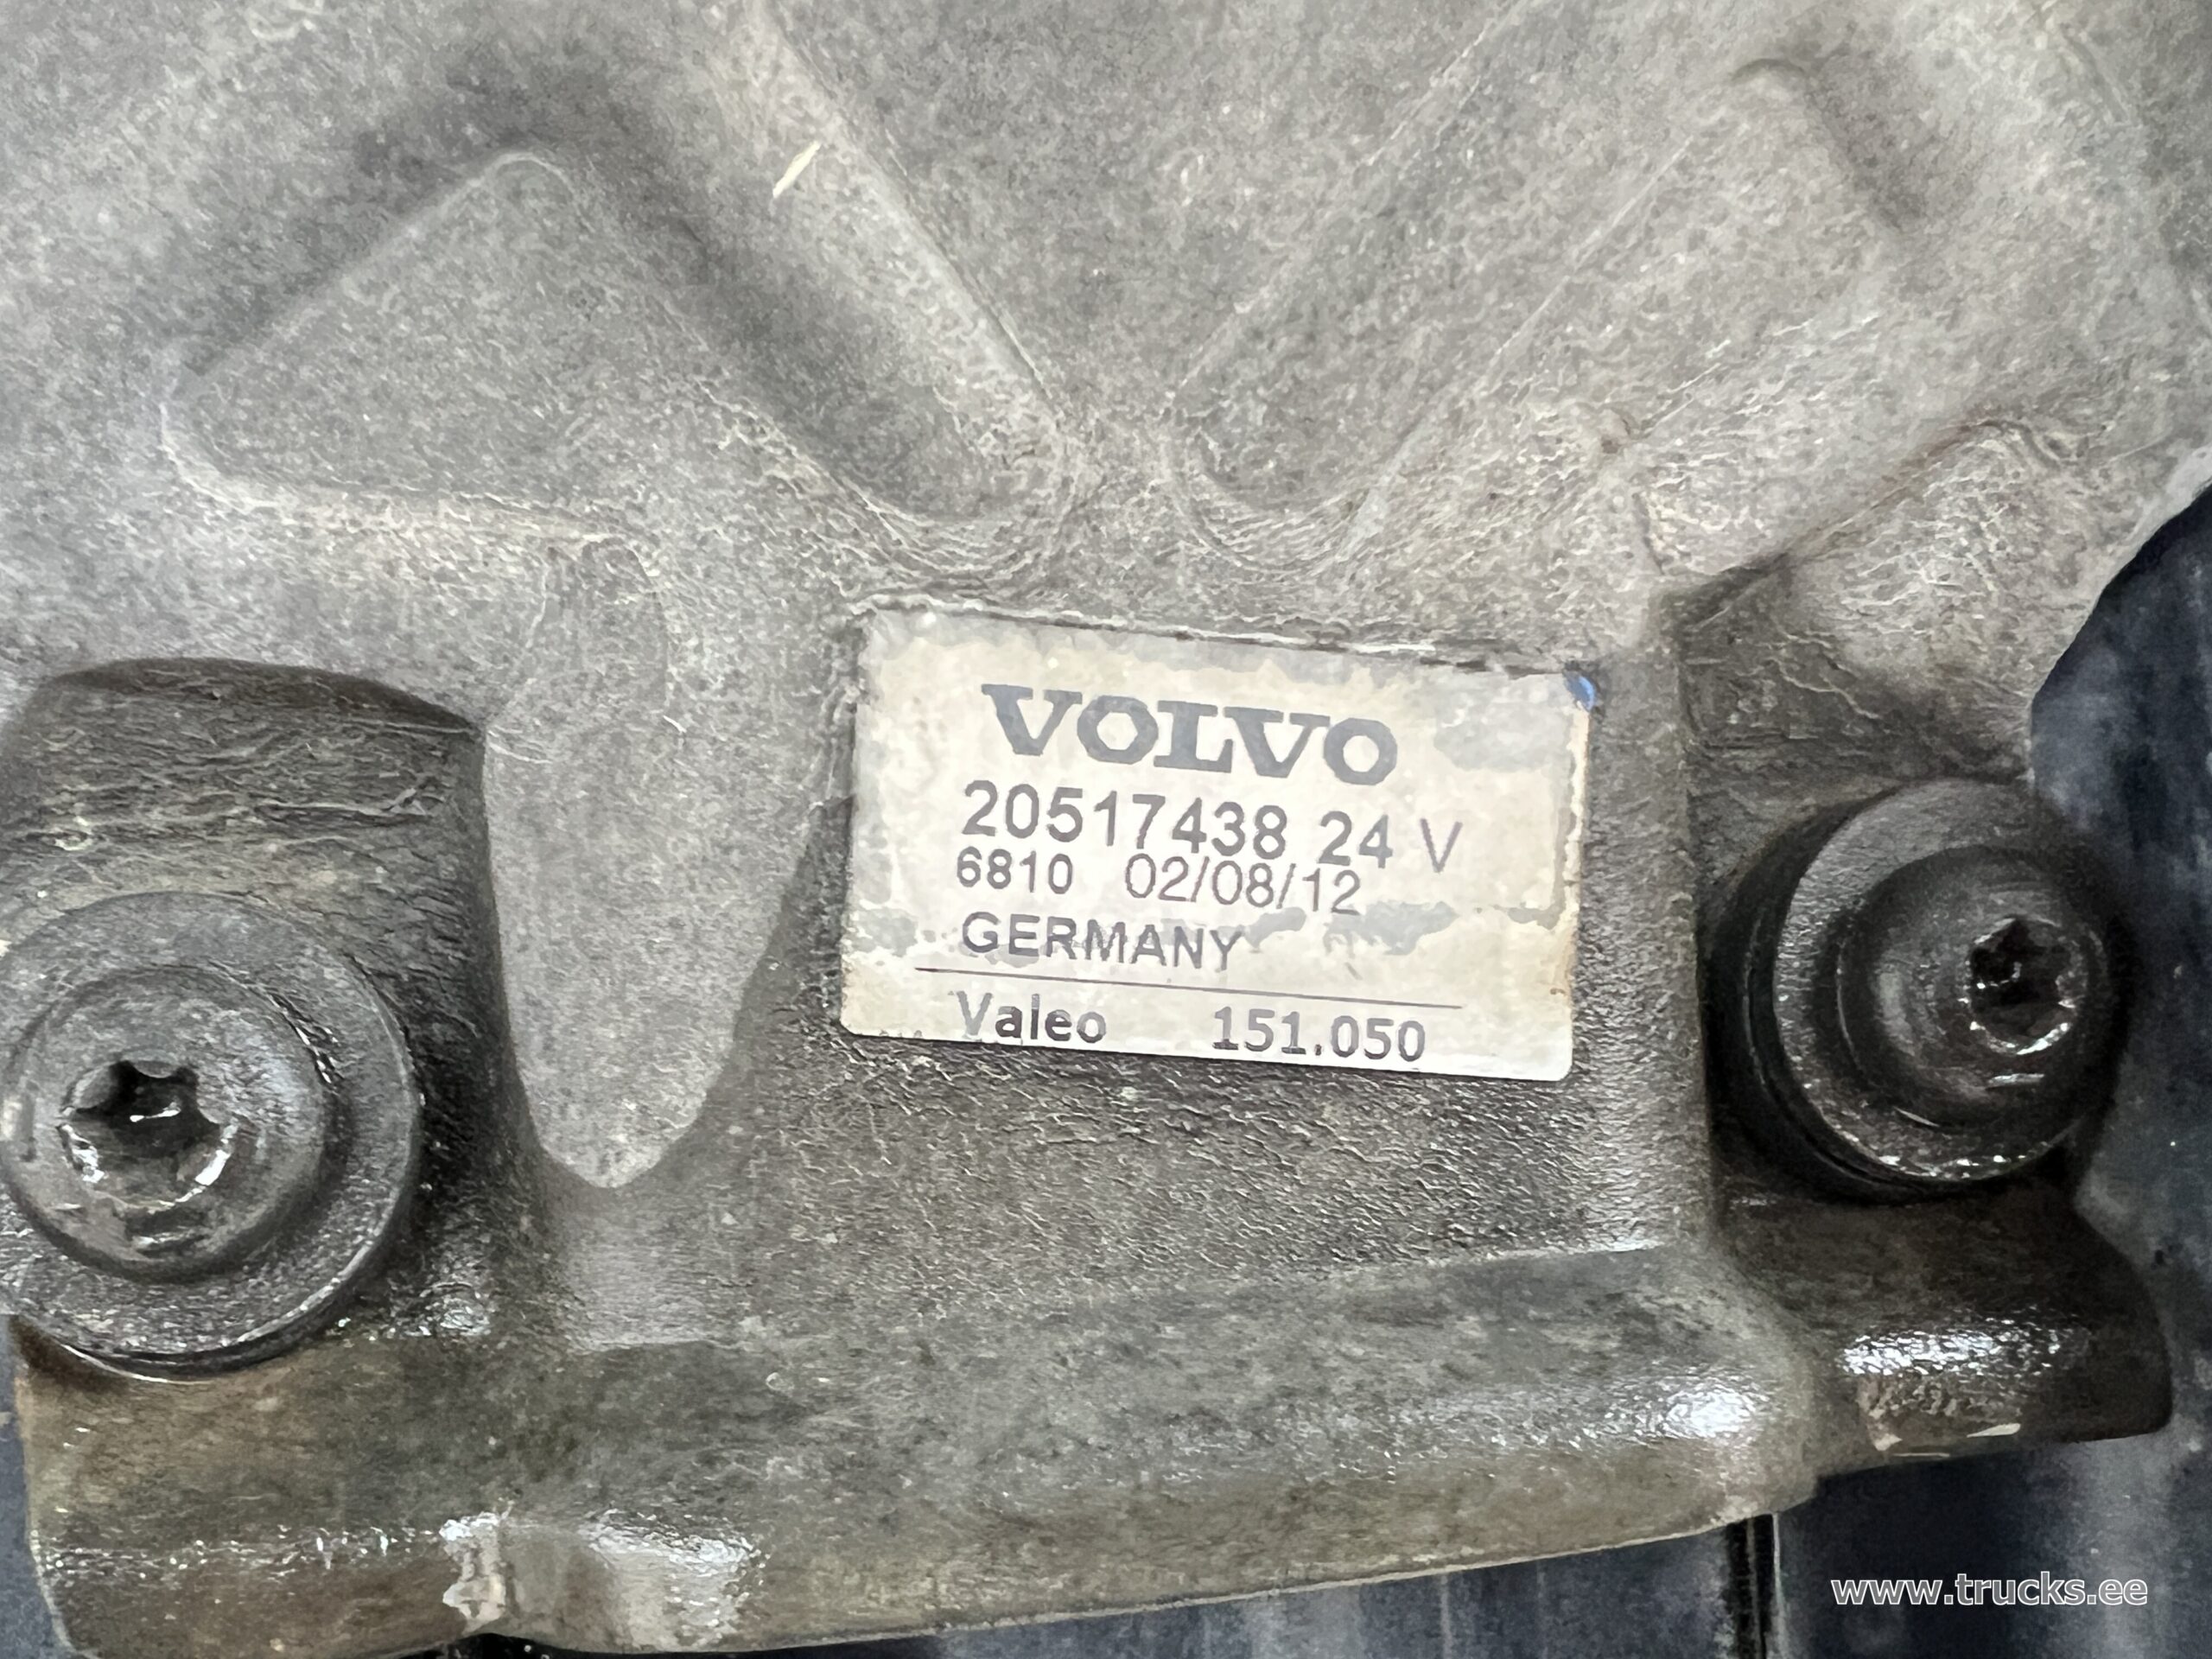 VOLVO
20517438 24 V
6810 02/08/12
GERMANY
Valeo 151.050
www.trucks.ee